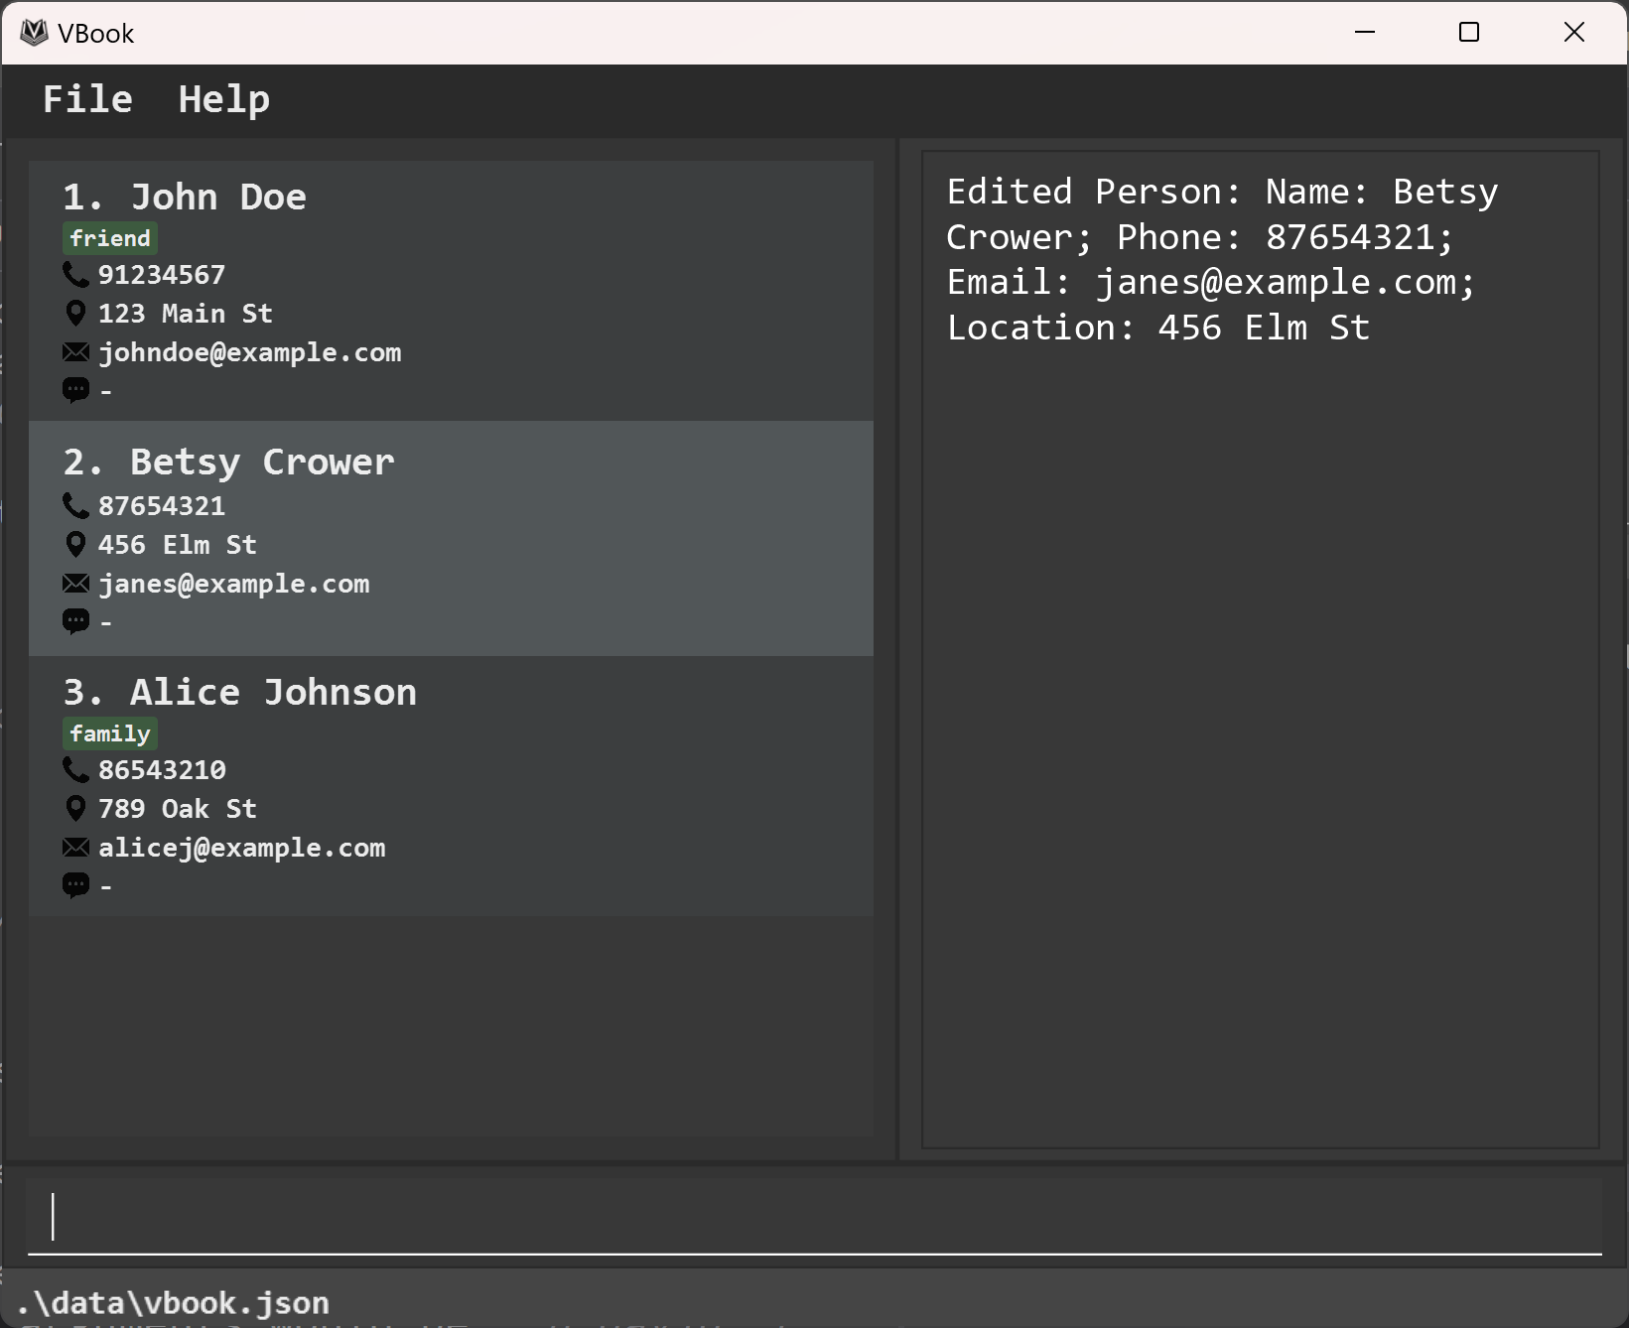 VBook
File Help
1. John Doe
friend
91234567
123 Main St
johndoe@example.com
-
2. Betsy Crower
87654321
456 Elm St
janes@example.com
-
3. Alice Johnson
family
86543210
789 Oak St
alicej@example.com
-
Edited Person: Name: Betsy
Crower; Phone: 87654321;
Email: janes@example.com;
Location: 456 Elm St
.\data\vbook.json